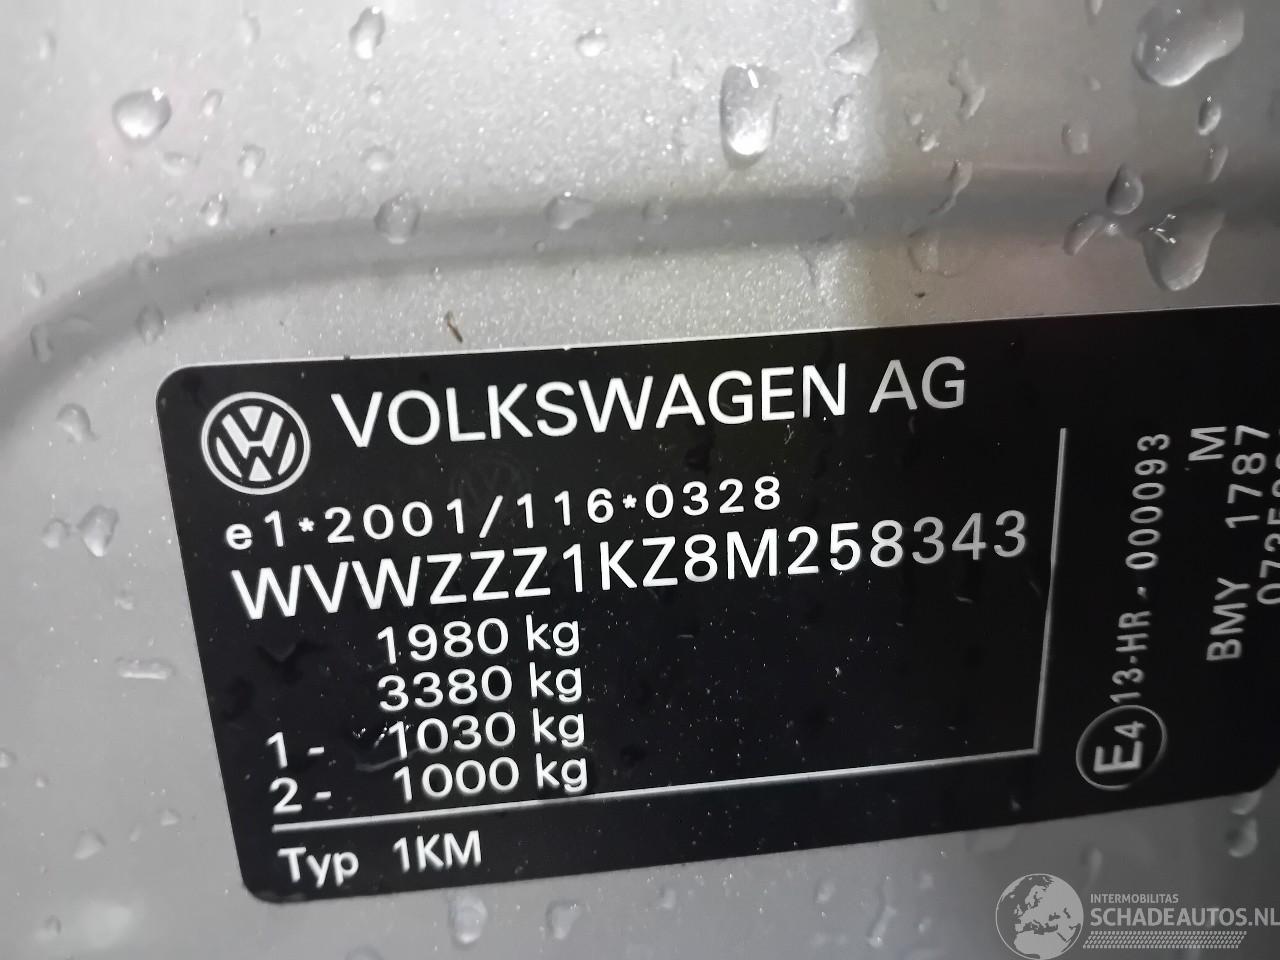 VOLKSWAGEN AG
e1*2001/116*0328
WVWZZZ1KZ8M258343
1980 kg
3380 kg
1- 1030 kg
2- 1000 kg
Typ 1KM
E4 13-HR-000093
M
BMY 1787
INTERMOBILITAS
SCHADEAUTOS.NL